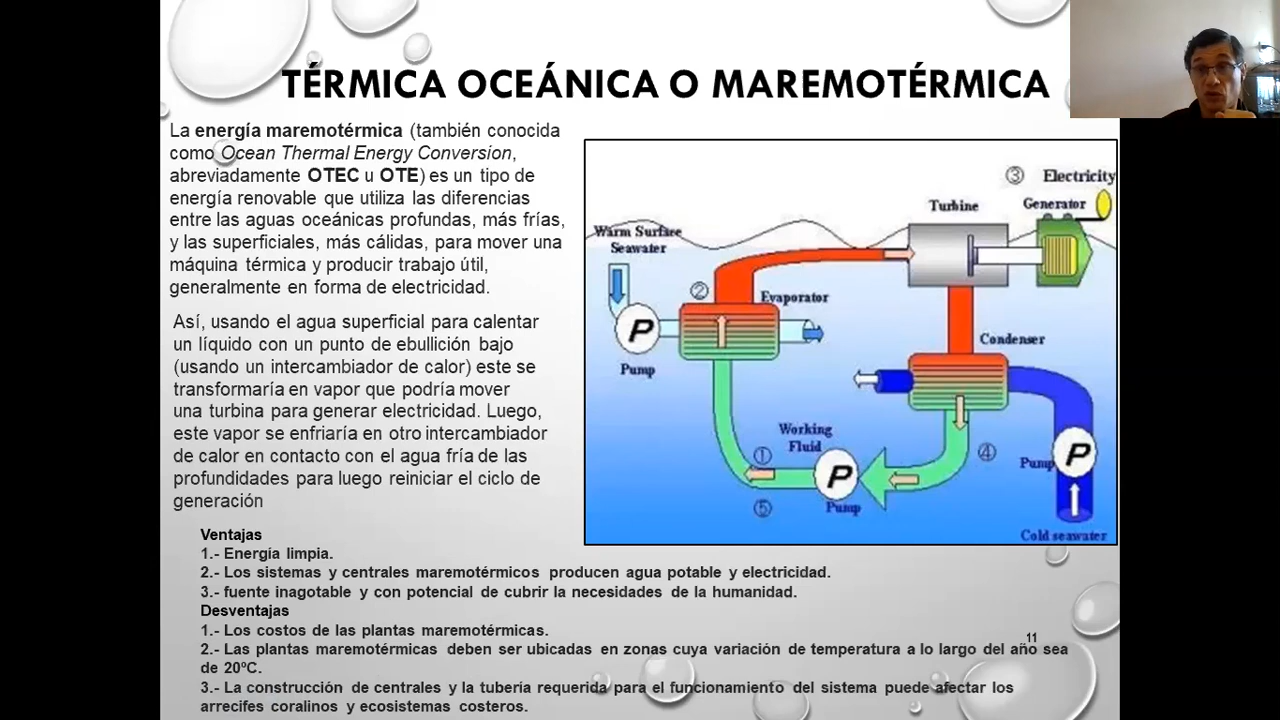 TÉRMICA OCEÁNICA O MAREMOTÉRMICA
La energía maremotérmica (también conocida
como Ocean Thermal Energy Conversion,
abreviadamente OTEC u OTE) es un tipo de
energía renovable que utiliza las diferencias
entre las aguas oceánicas profundas, más frías,
y las superficiales, más cálidas, para mover una
máquina térmica y producir trabajo útil,
generalmente en forma de electricidad.
Así, usando el agua superficial para calentar
un líquido con un punto de ebullición bajo
(usando un intercambiador de calor) este se
transformaría en vapor que podría mover
una turbina para generar electricidad. Luego,
este vapor se enfriaría en otro intercambiador
de calor en contacto con el agua fría de las
profundidades para luego reiniciar el ciclo de
generación
③ Electricity
Turbine
Generator
Warm Surface
Seawater
②
Evaporator
P
Pump
Condenser
Working
Fluid
①
④
P
Pump
P
Pump
⑤
Cold seawater
Ventajas
1.- Energía limpia.
2.- Los sistemas y centrales maremotérmicos producen agua potable y electricidad.
3.- fuente inagotable y con potencial de cubrir la necesidades de la humanidad.
Desventajas
1.- Los costos de las plantas maremotérmicas.
2.- Las plantas maremotérmicas deben ser ubicadas en zonas cuya variación de temperatura a lo largo del año sea
de 20ºC.
3.- La construcción de centrales y la tubería requerida para el funcionamiento del sistema puede afectar los
arrecifes coralinos y ecosistemas costeros.
11